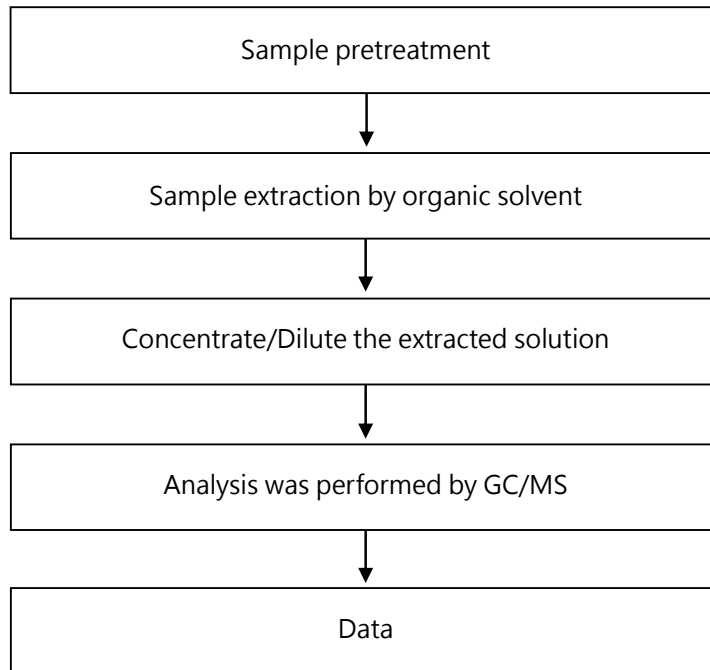 Sample pretreatment
Sample extraction by organic solvent
Concentrate/Dilute the extracted solution
Analysis was performed by GC/MS
Data